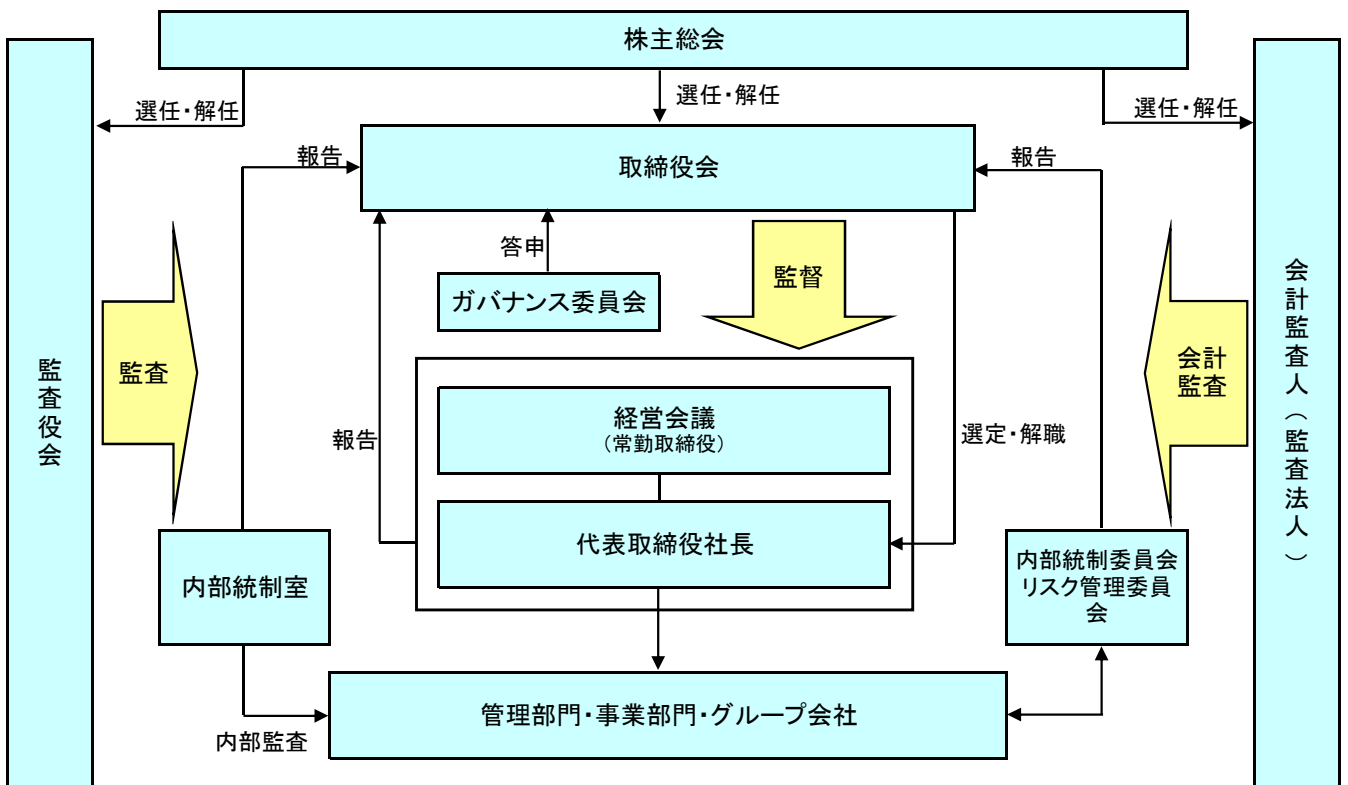 株主総会
選任・解任
選任・解任
選任・解任
報告
取締役会
報告
答申
監督
ガバナンス委員会
監査役会
監査
会計
監査
会計監査人（監査法人）
経営会議
（常勤取締役）
報告
選定・解職
代表取締役社長
内部統制室
内部統制委員会
リスク管理委員
会
管理部門・事業部門・グループ会社
内部監査